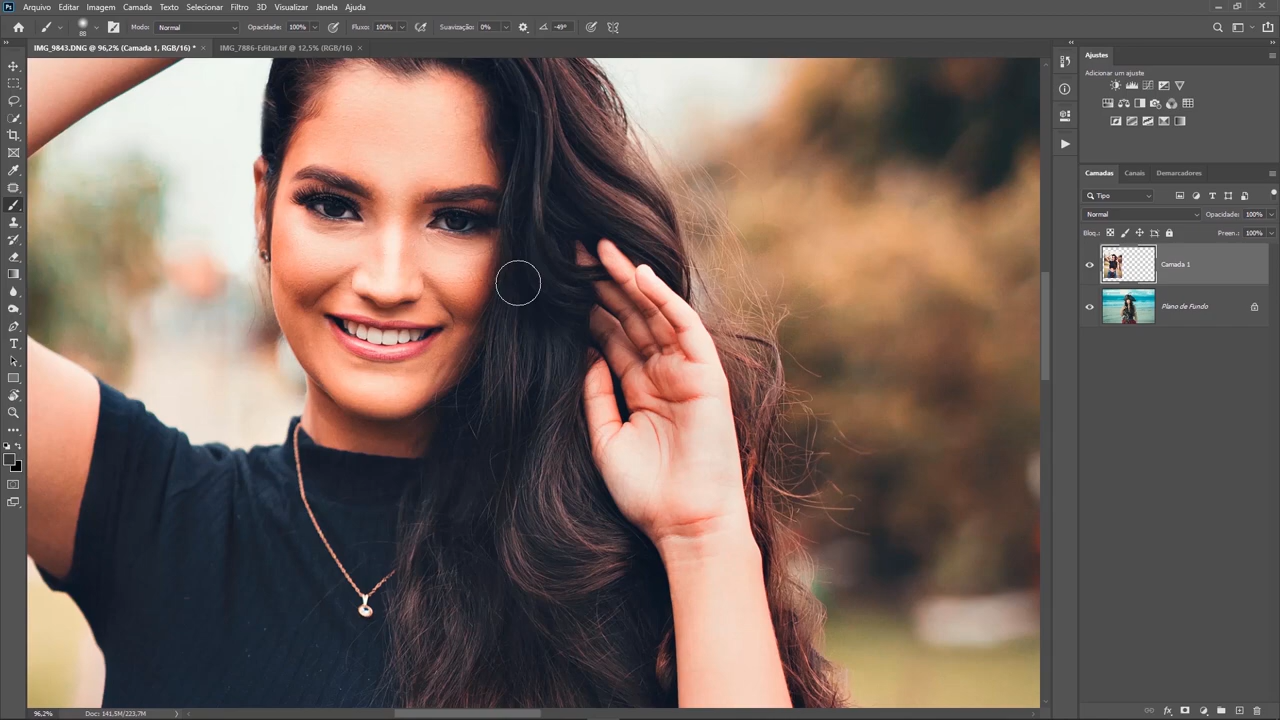 Ps Arquivo Editar Imagem Camada Texto Selecionar Filtro 3D Visualizar Janela Ajuda
88 Modo: Normal Opacidade: 100% Fluxo: 100% Suavização: 0% -49°
IMG_9843.DNG @ 96,2% (Camada 1, RGB/16) * × IMG_7886-Editar.tif @ 12,5% (RGB/16) ×
Ajustes
Adicionar um ajuste
Camadas Canais Demarcadores
Tipo
Normal Opacidade: 100%
Bloq.: Preen.: 100%
Camada 1
Plano de Fundo
96,2% Doc: 141,5M/223,7M